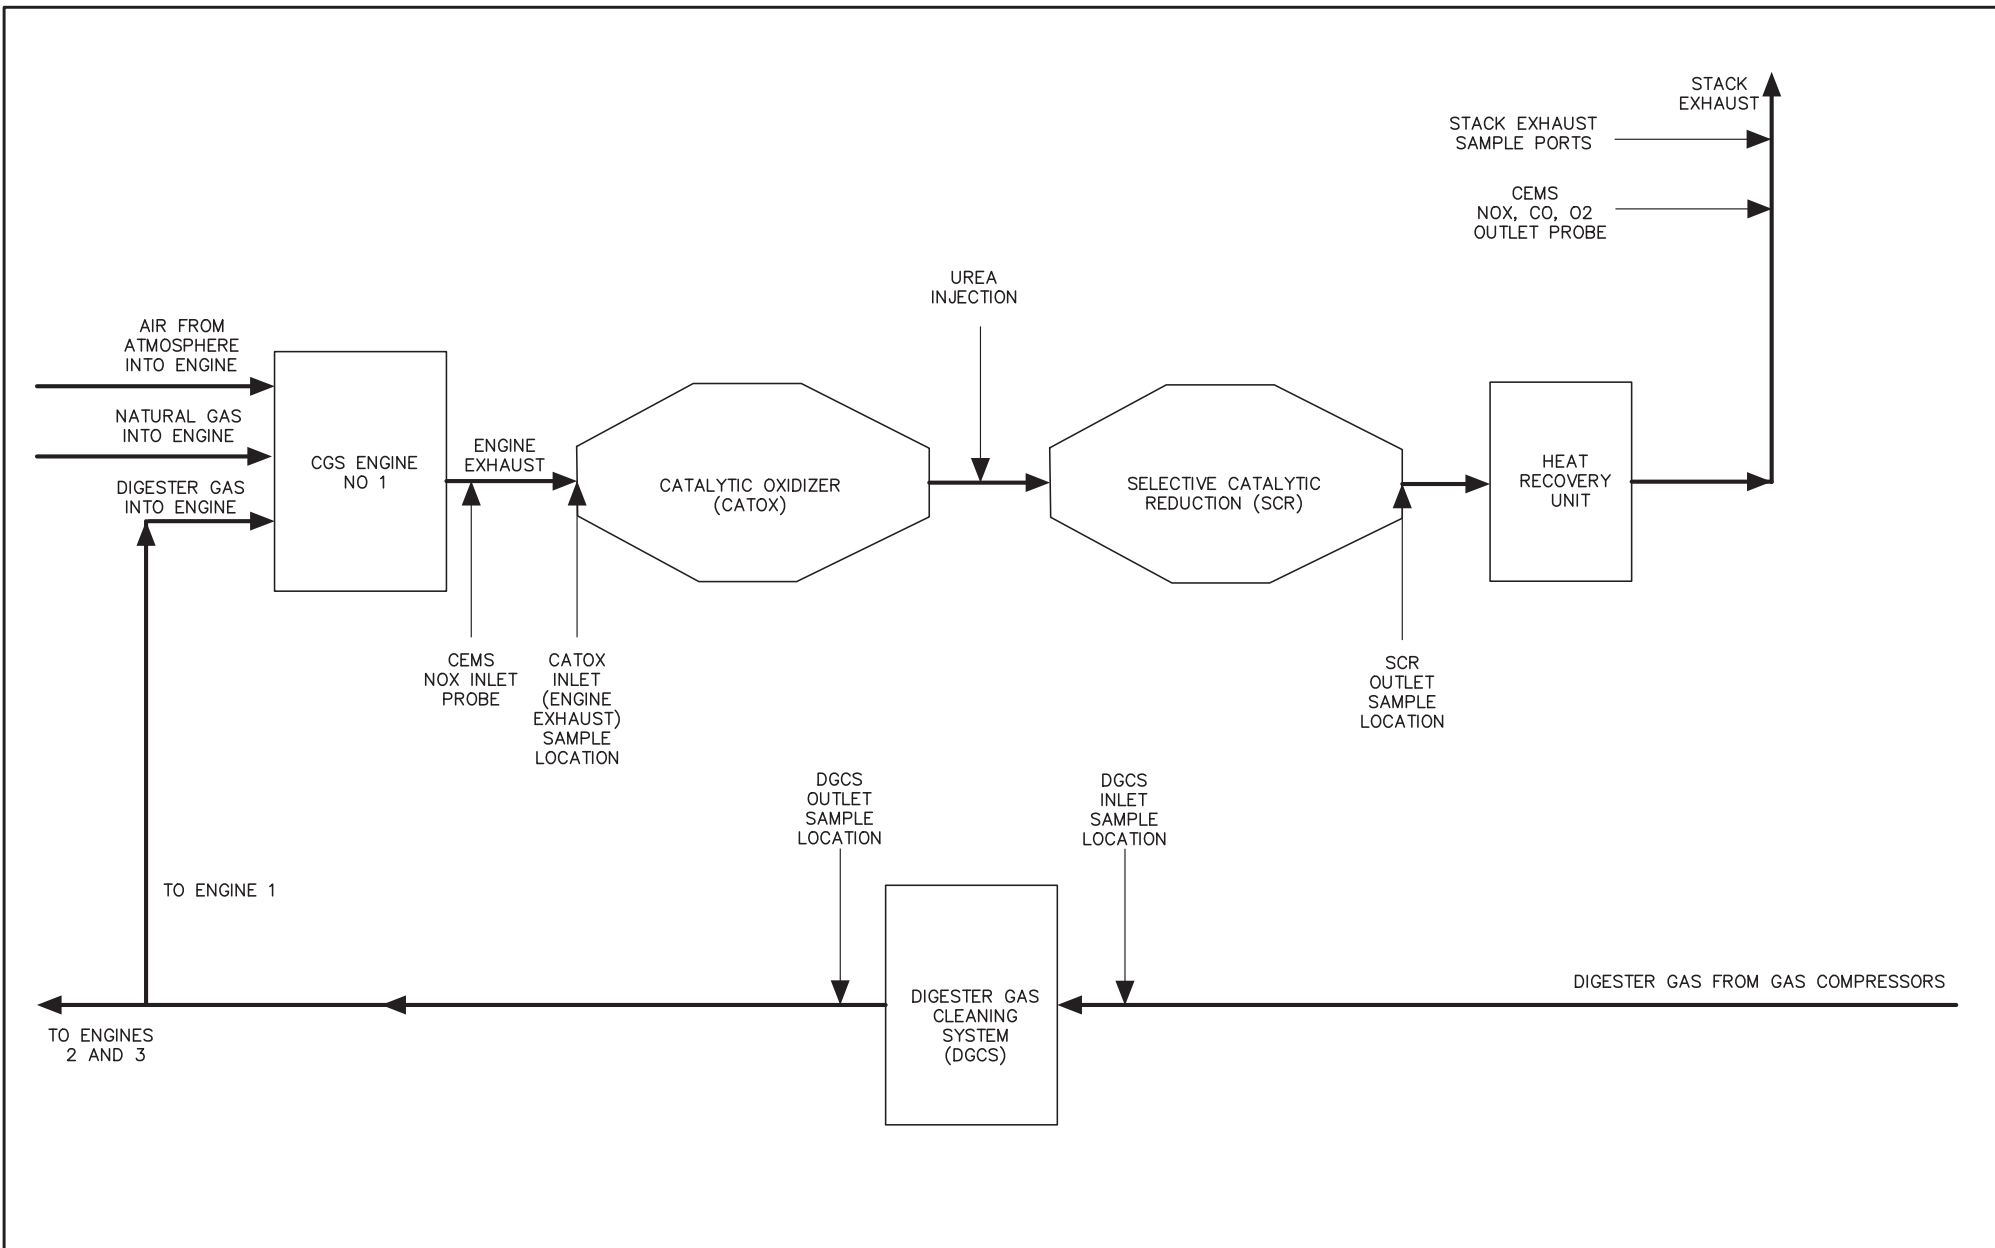 STACK
EXHAUST
STACK EXHAUST
SAMPLE PORTS
CEMS
NOX, CO, O2
OUTLET PROBE
UREA
INJECTION
AIR FROM
ATMOSPHERE
INTO ENGINE
NATURAL GAS
INTO ENGINE
DIGESTER GAS
INTO ENGINE
CGS ENGINE
NO 1
ENGINE
EXHAUST
CATALYTIC OXIDIZER
(CATOX)
SELECTIVE CATALYTIC
REDUCTION (SCR)
HEAT
RECOVERY
UNIT
CEMS
NOX INLET
PROBE
CATOX
INLET
(ENGINE
EXHAUST)
SAMPLE
LOCATION
SCR
OUTLET
SAMPLE
LOCATION
DGCS
OUTLET
SAMPLE
LOCATION
DGCS
INLET
SAMPLE
LOCATION
TO ENGINE 1
DIGESTER GAS FROM GAS COMPRESSORS
DIGESTER GAS
CLEANING
SYSTEM
(DGCS)
TO ENGINES
2 AND 3